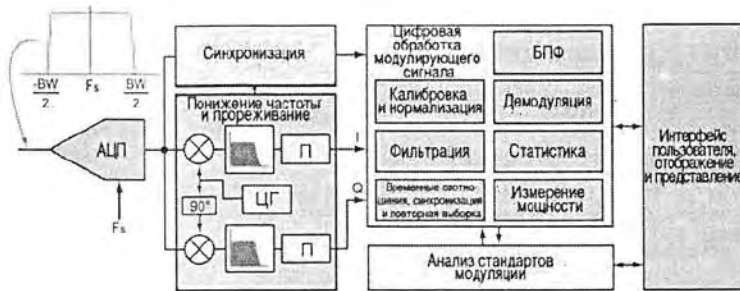 -BW
2
Fs
BW
2
АЦП
Fs
Синхронизация
Понижение частоты
и прореживание
П
I
90°
ЦГ
П
Q
Цифровая
обработка
модулирующего
сигнала
БПФ
Калибровка
и нормализация
Демодуляция
Фильтрация
Статистика
Временные соотно-
шения, синхронизация
и повторная выборка
Измерение
мощности
Анализ стандартов
модуляции
Интерфейс
пользователя,
отображение
и представление